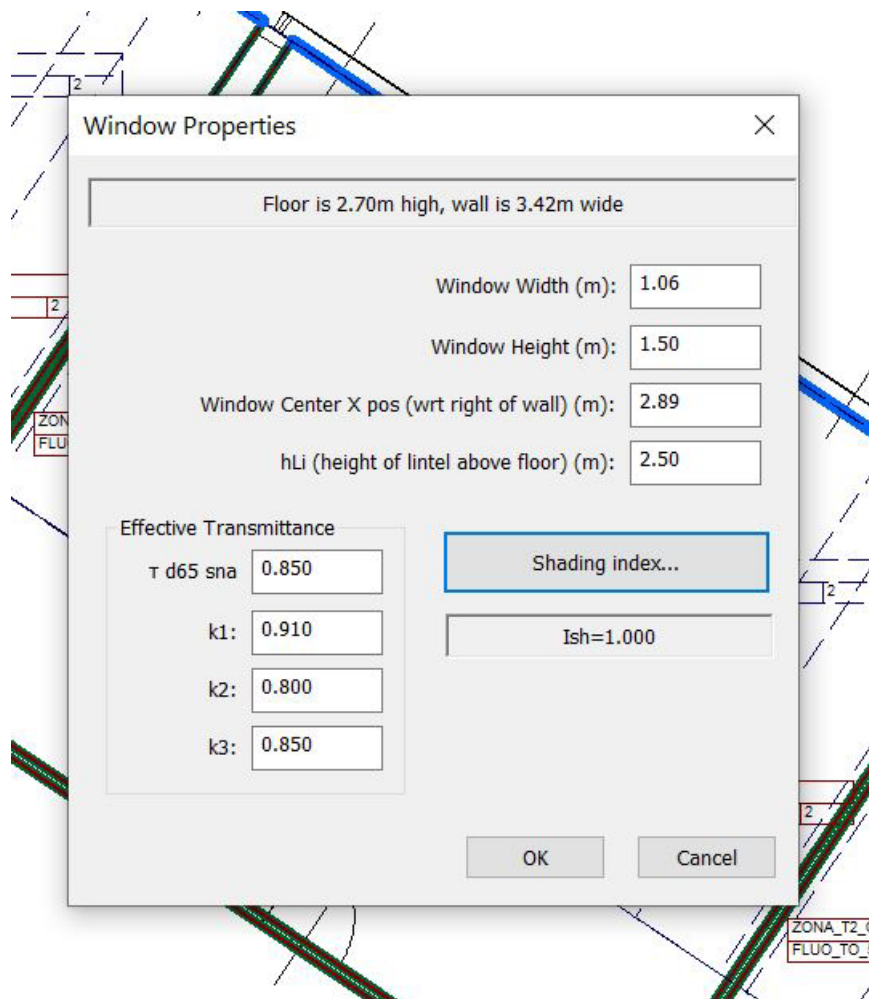 2
Window Properties
Floor is 2.70m high, wall is 3.42m wide
Window Width (m): 1.06
2
Window Height (m): 1.50
Window Center X pos (wrt right of wall) (m): 2.89
ZON
FLU
hLi (height of lintel above floor) (m): 2.50
Effective Transmittance
τ d65 sna 0.850
Shading index...
2
k1: 0.910
Ish=1.000
k2: 0.800
k3: 0.850
2
OK
Cancel
ZONA_T2_
FLUO_TO_